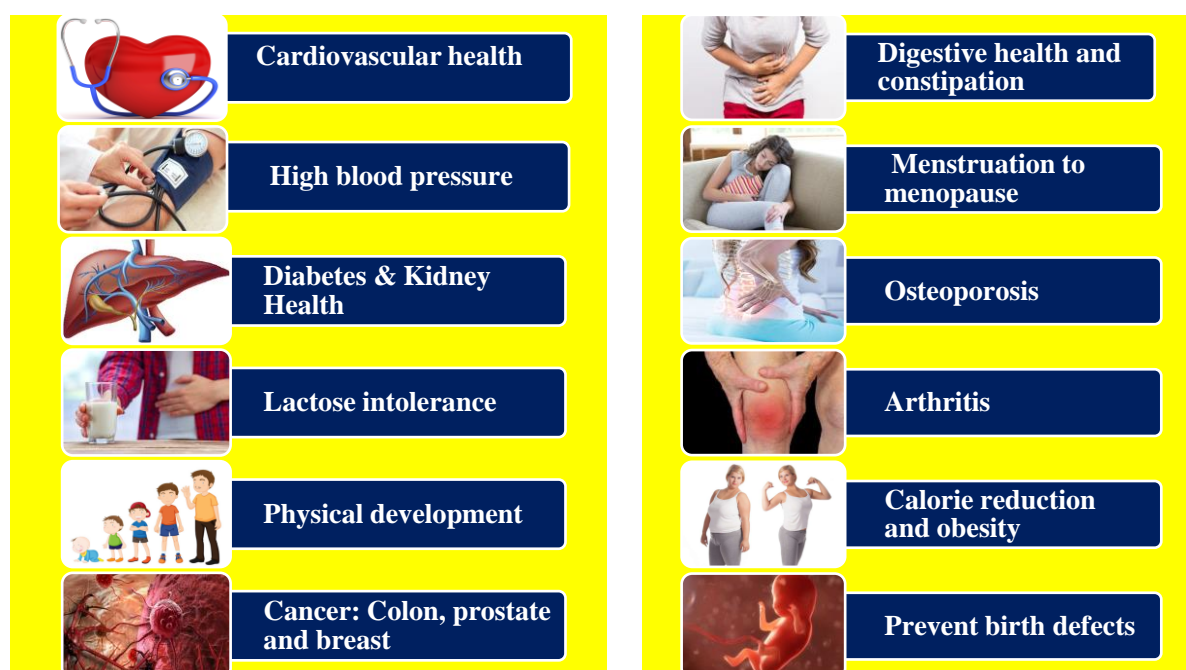 Cardiovascular health
High blood pressure
Diabetes & Kidney
Health
Lactose intolerance
Physical development
Cancer: Colon, prostate
and breast
Digestive health and
constipation
Menstruation to
menopause
Osteoporosis
Arthritis
Calorie reduction
and obesity
Prevent birth defects